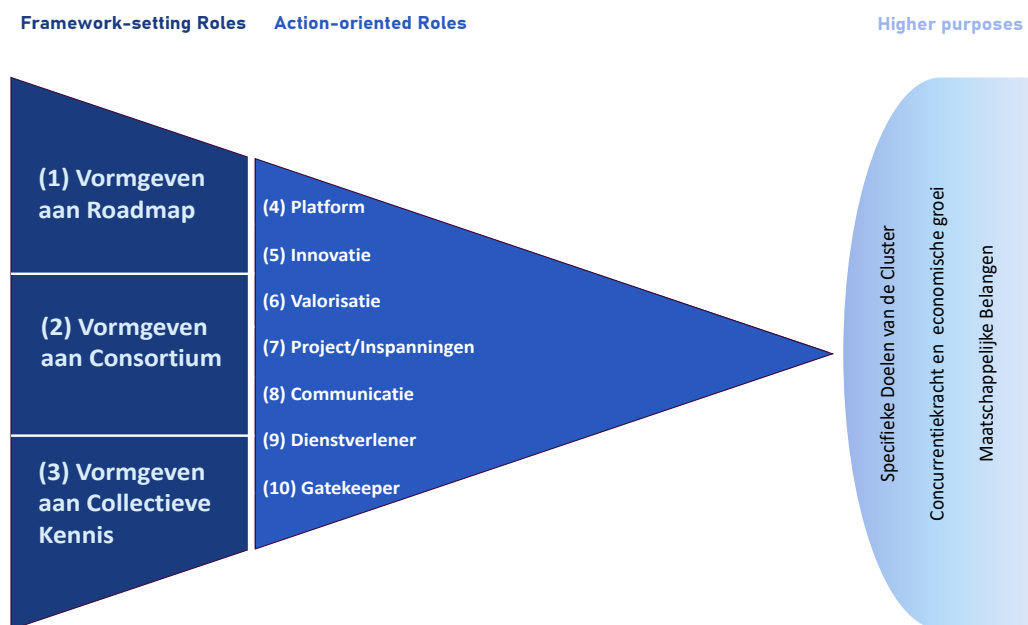 Framework-setting Roles
Action-oriented Roles
Higher purposes
(1) Vormgeven
aan Roadmap
(2) Vormgeven
aan Consortium
(3) Vormgeven
aan Collectieve
Kennis
(4) Platform
(5) Innovatie
(6) Valorisatie
(7) Project/Inspanningen
(8) Communicatie
(9) Dienstverlener
(10) Gatekeeper
Specifieke Doelen van de Cluster
Concurrentiekracht en economische groei
Maatschappelijke Belangen